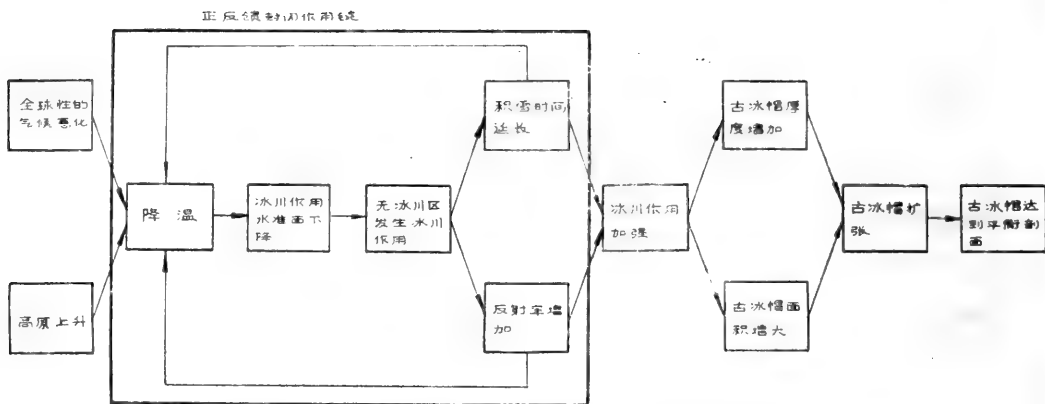 正反馈封闭作用链
全球性的
气候恶化
高原上升
降温
冰川作用
水准面下
降
无冰川区
发生冰川
作用
积雪时间
延长
反射率增
加
冰川作用
加强
古冰帽厚
度增加
古冰帽面
积增大
古冰帽扩
张
古冰帽达
到平衡剖
面